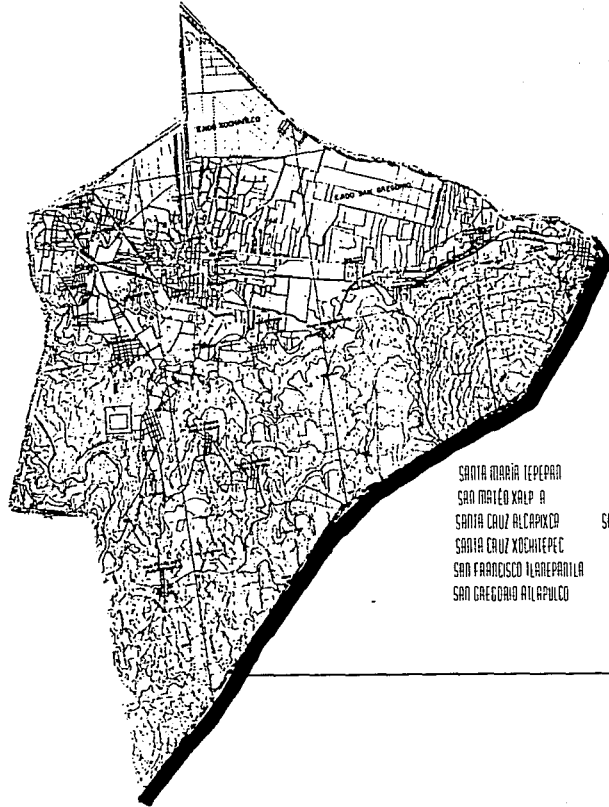 EJIDO XOCHIMILCO
EJIDO SAN GREGORIO
SANTA MARÍA TEPEPAN
SAN MATEO XALP A
SANTA CRUZ ALCAPIXCA SA
SANTA CRUZ XOCHITEPEC
SAN FRANCISCO TLANEPANTLA
SAN GREGORIO ATLAPULCO